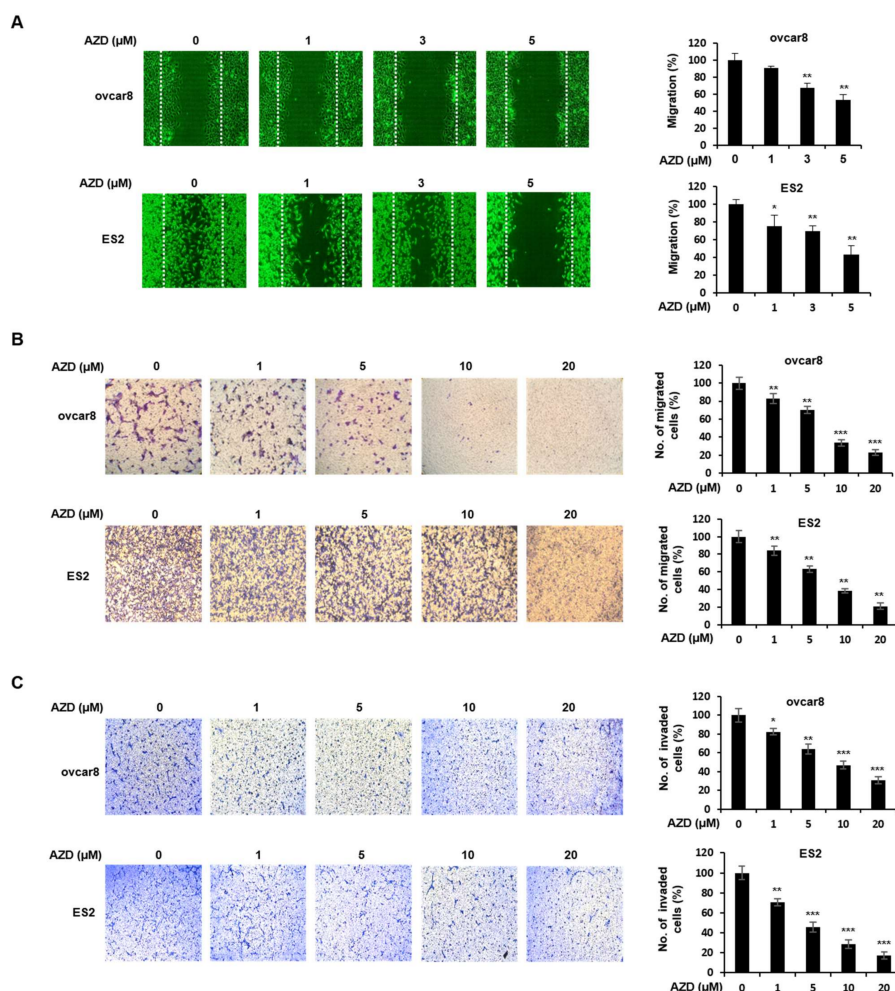 A
AZD (µM) 0 1 3 5
ovcar8
AZD (µM) 0 1 3 5
ES2
ovcar8
Migration (%)
120
100
80
60
40
20
0
** **
AZD (µM) 0 1 3 5
ES2
Migration (%)
120
100
80
60
40
20
0
* ** **
AZD (µM) 0 1 3 5
B
AZD (µM) 0 1 5 10 20
ovcar8
AZD (µM) 0 1 5 10 20
ES2
ovcar8
No. of migrated
cells (%)
120
100
80
60
40
20
0
** ** *** ***
AZD (µM) 0 1 5 10 20
ES2
No. of migrated
cells (%)
120
100
80
60
40
20
0
** ** ** **
AZD (µM) 0 1 5 10 20
C
AZD (µM) 0 1 5 10 20
ovcar8
AZD (µM) 0 1 5 10 20
ES2
ovcar8
No. of invaded
cells (%)
120
100
80
60
40
20
0
* ** *** ***
AZD (µM) 0 1 5 10 20
ES2
No. of invaded
cells (%)
120
100
80
60
40
20
0
** *** *** ***
AZD (µM) 0 1 5 10 20